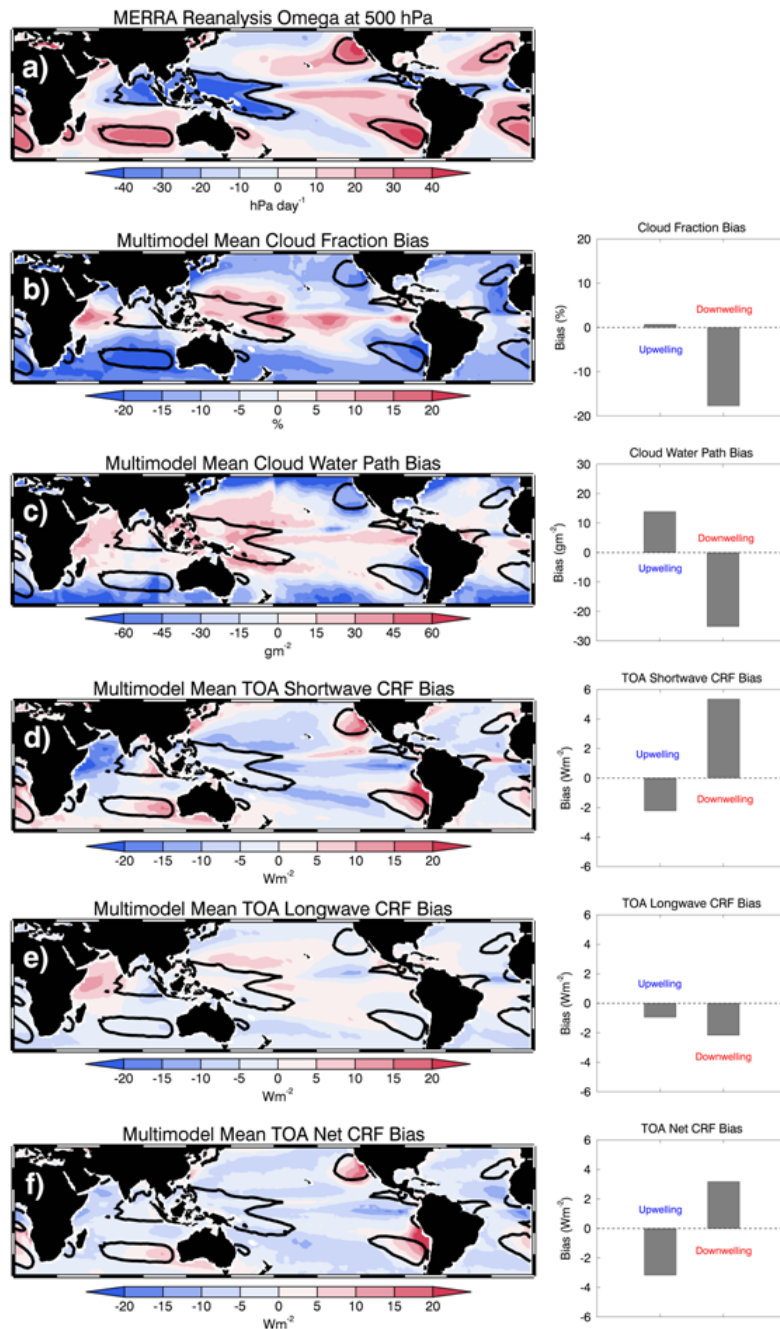 MERRA Reanalysis Omega at 500 hPa
a)
-40 -30 -20 -10 0 10 20 30 40
hPa day-1
Multimodel Mean Cloud Fraction Bias
b)
-20 -15 -10 -5 0 5 10 15 20
%
Cloud Fraction Bias
20
10
0
-10
-20
Bias (%)
Upwelling
Downwelling
Multimodel Mean Cloud Water Path Bias
c)
-60 -45 -30 -15 0 15 30 45 60
gm-2
Cloud Water Path Bias
30
20
10
0
-10
-20
-30
Bias (gm-2)
Upwelling
Downwelling
Multimodel Mean TOA Shortwave CRF Bias
d)
-20 -15 -10 -5 0 5 10 15 20
Wm-2
TOA Shortwave CRF Bias
6
4
2
0
-2
-4
-6
Bias (Wm-2)
Upwelling
Downwelling
Multimodel Mean TOA Longwave CRF Bias
e)
-20 -15 -10 -5 0 5 10 15 20
Wm-2
TOA Longwave CRF Bias
6
4
2
0
-2
-4
-6
Bias (Wm-2)
Upwelling
Downwelling
Multimodel Mean TOA Net CRF Bias
f)
-20 -15 -10 -5 0 5 10 15 20
Wm-2
TOA Net CRF Bias
6
4
2
0
-2
-4
-6
Bias (Wm-2)
Upwelling
Downwelling